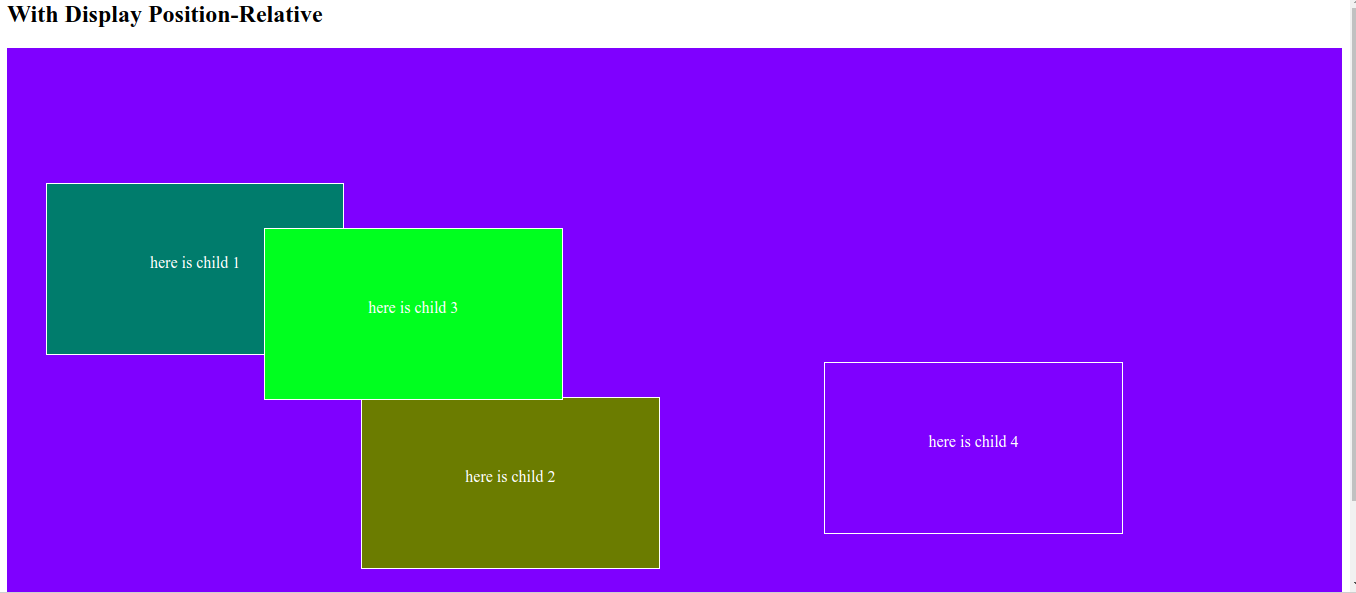 With Display Position-Relative
here is child 1
here is child 3
here is child 4
here is child 2